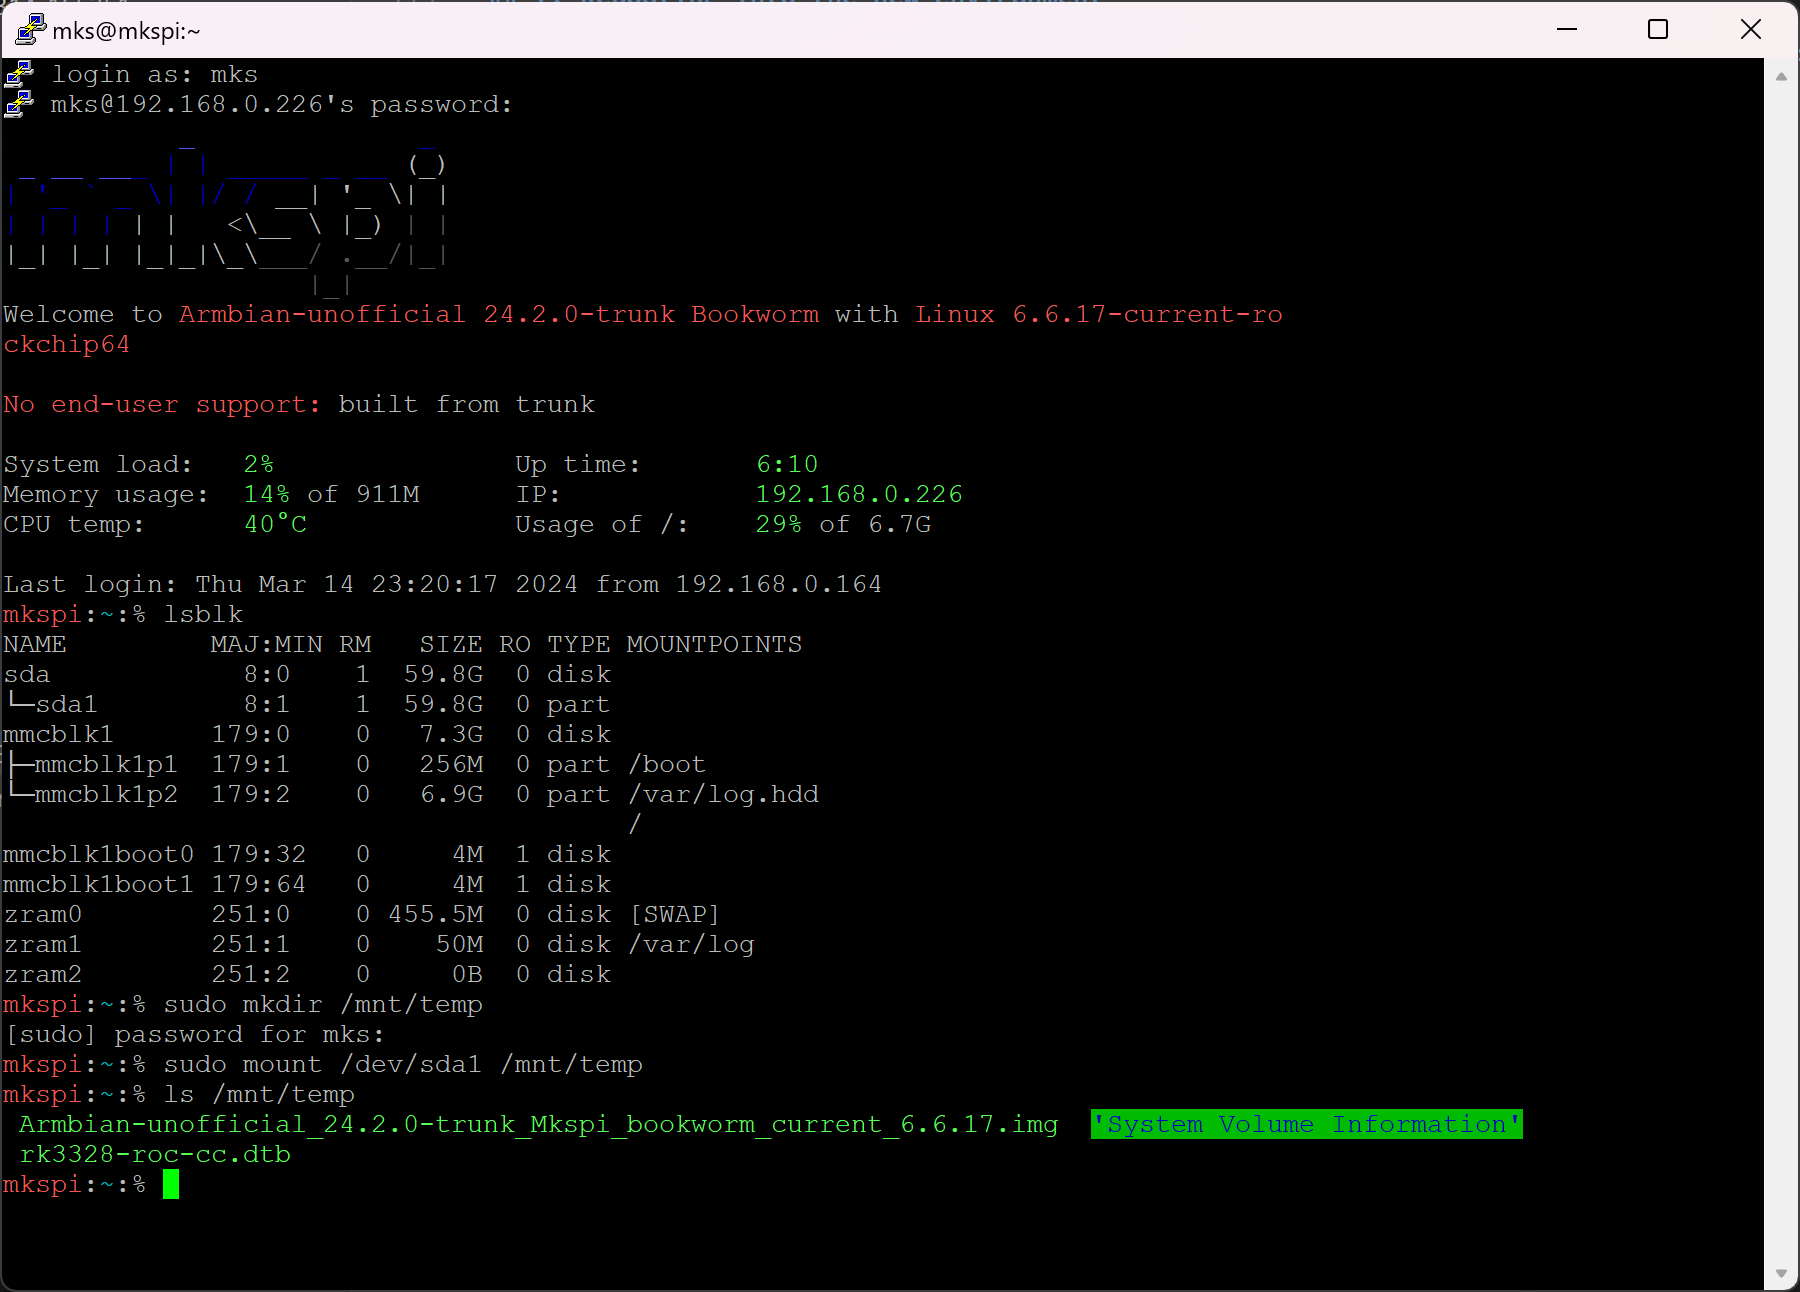 mks@mkspi:~
login as: mks
mks@192.168.0.226's password:
Welcome to Armbian-unofficial 24.2.0-trunk Bookworm with Linux 6.6.17-current-ro
ckchip64
No end-user support: built from trunk
System load:   2%               Up time:       6:10
Memory usage:  14% of 911M      IP:            192.168.0.226
CPU temp:      40°C             Usage of /:    29% of 6.7G
Last login: Thu Mar 14 23:20:17 2024 from 192.168.0.164
mkspi:~:% lsblk
NAME         MAJ:MIN RM   SIZE RO TYPE MOUNTPOINTS
sda            8:0    1  59.8G  0 disk
└─sda1         8:1    1  59.8G  0 part
mmcblk1      179:0    0   7.3G  0 disk
├─mmcblk1p1  179:1    0   256M  0 part /boot
└─mmcblk1p2  179:2    0   6.9G  0 part /var/log.hdd
                                       /
mmcblk1boot0 179:32   0     4M  1 disk
mmcblk1boot1 179:64   0     4M  1 disk
zram0        251:0    0 455.5M  0 disk [SWAP]
zram1        251:1    0    50M  0 disk /var/log
zram2        251:2    0     0B  0 disk
mkspi:~:% sudo mkdir /mnt/temp
[sudo] password for mks:
mkspi:~:% sudo mount /dev/sda1 /mnt/temp
mkspi:~:% ls /mnt/temp
 Armbian-unofficial_24.2.0-trunk_Mkspi_bookworm_current_6.6.17.img  'System Volume Information'
 rk3328-roc-cc.dtb
mkspi:~:%